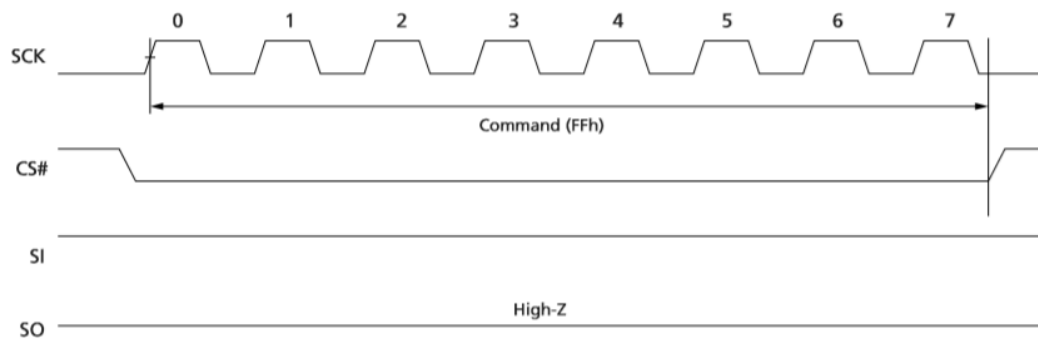 0 1 2 3 4 5 6 7
SCK
Command (FFh)
CS#
SI
High-Z
SO